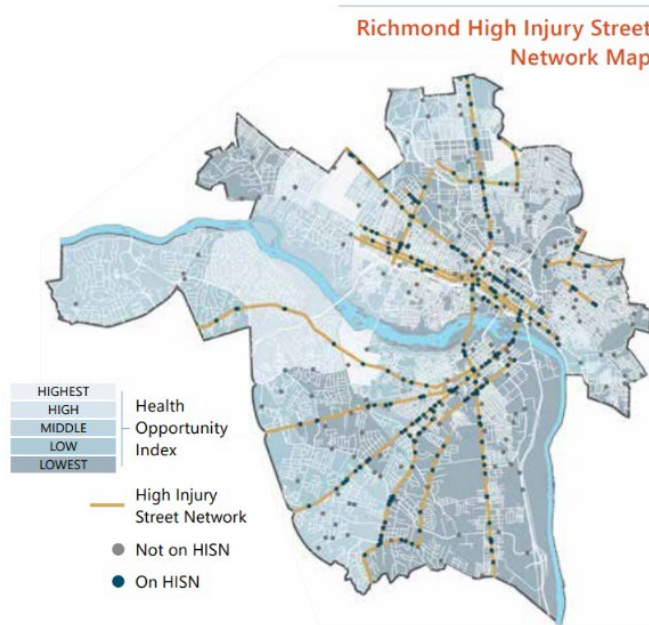 Richmond High Injury Street
Network Map
HIGHEST
HIGH
MIDDLE
LOW
LOWEST
Health
Opportunity
Index
High Injury
Street Network
Not on HISN
On HISN